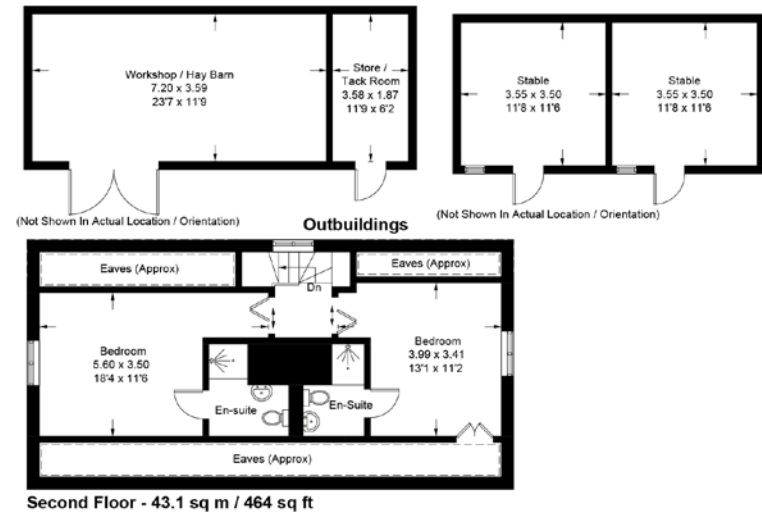 Workshop / Hay Barn
7.20 x 3.59
23'7 x 11'9
Store /
Tack Room
3.58 x 1.87
11'9 x 6'2
Stable
3.55 x 3.50
11'8 x 11'6
Stable
3.55 x 3.50
11'8 x 11'6
(Not Shown In Actual Location / Orientation)
(Not Shown In Actual Location / Orientation)
Outbuildings
Eaves (Approx)
Dn
Eaves (Approx)
Bedroom
5.60 x 3.50
18'4 x 11'6
Bedroom
3.99 x 3.41
13'1 x 11'2
En-suite
En-Suite
Eaves (Approx)
Second Floor - 43.1 sq m / 464 sq ft